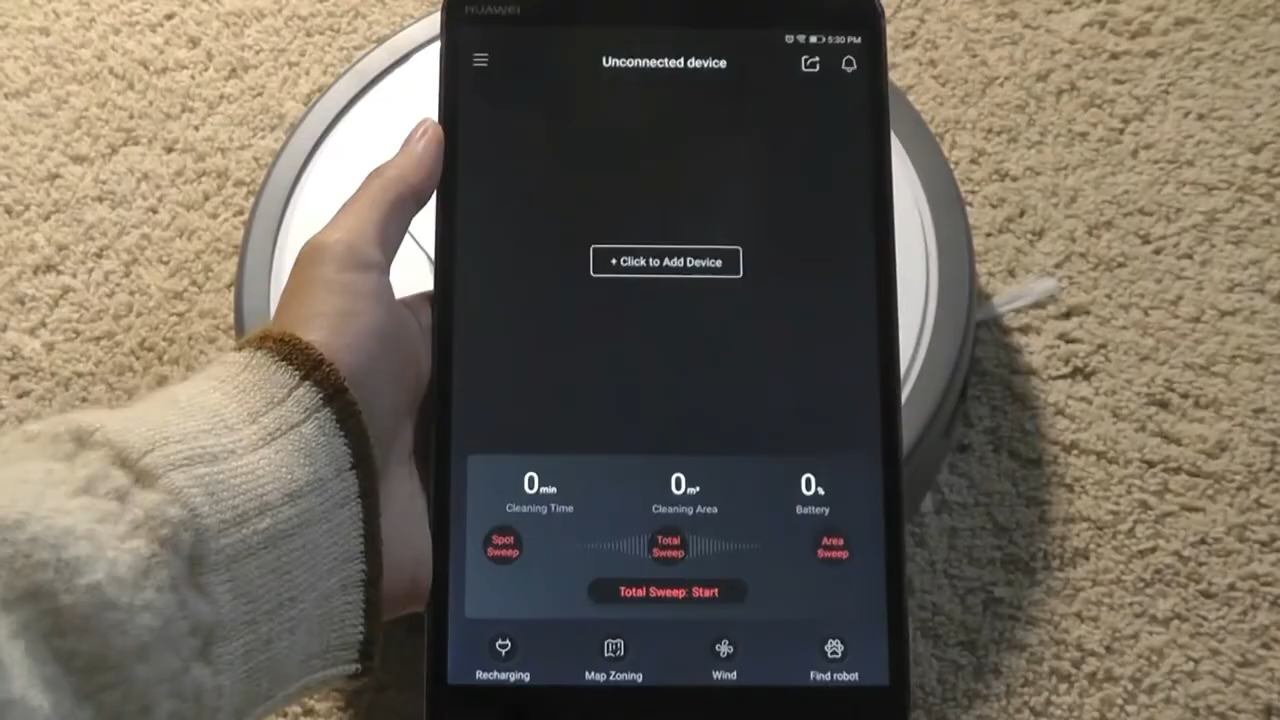 HUAWEI
5:30 PM
Unconnected device
+ Click to Add Device
0min
0m²
0%
Cleaning Time
Cleaning Area
Battery
Spot
Sweep
Total
Sweep
Area
Sweep
Total Sweep: Start
Recharging
Map Zoning
Wind
Find robot